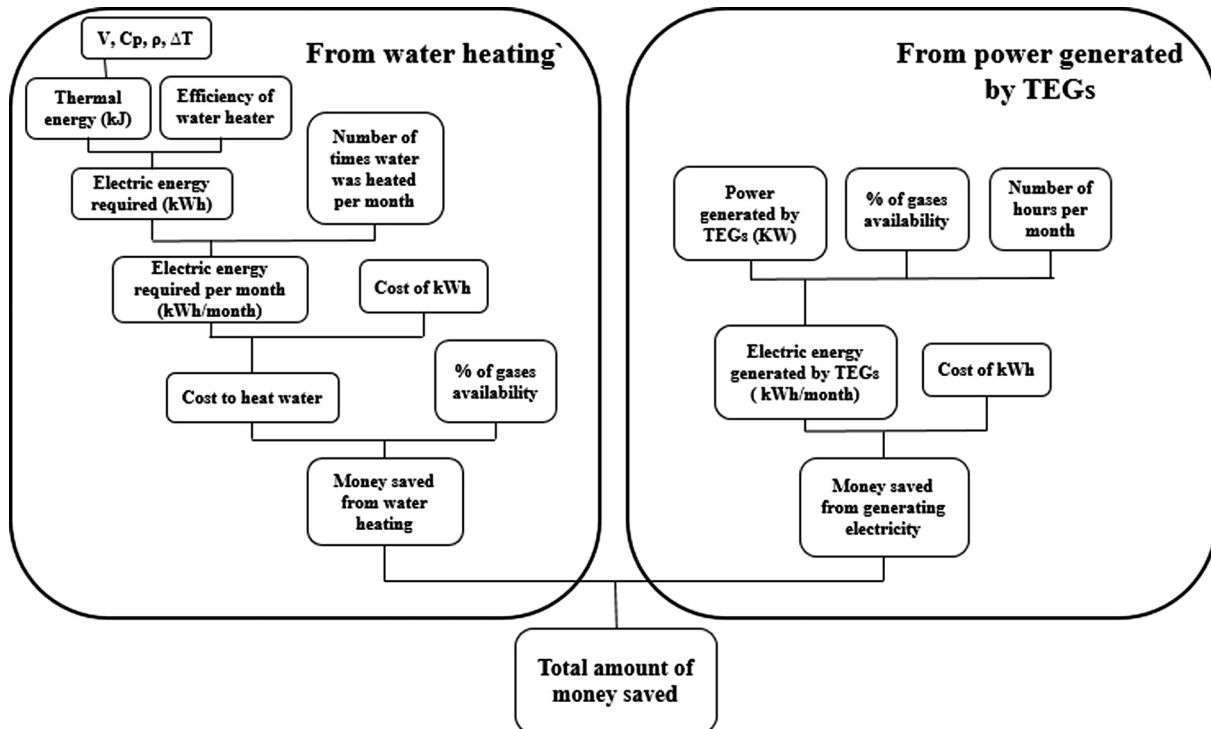 From water heating`
V, Cp, ρ, ΔT
Thermal
energy (kJ)
Efficiency of
water heater
Number of
times water
was heated
per month
Electric energy
required (kWh)
Electric energy
required per month
(kWh/month)
Cost of kWh
Cost to heat water
% of gases
availability
Money saved
from water
heating
From power generated
by TEGs
Power
generated by
TEGs (KW)
% of gases
availability
Number of
hours per
month
Electric energy
generated by TEGs
( kWh/month)
Cost of kWh
Money saved
from generating
electricity
Total amount of
money saved